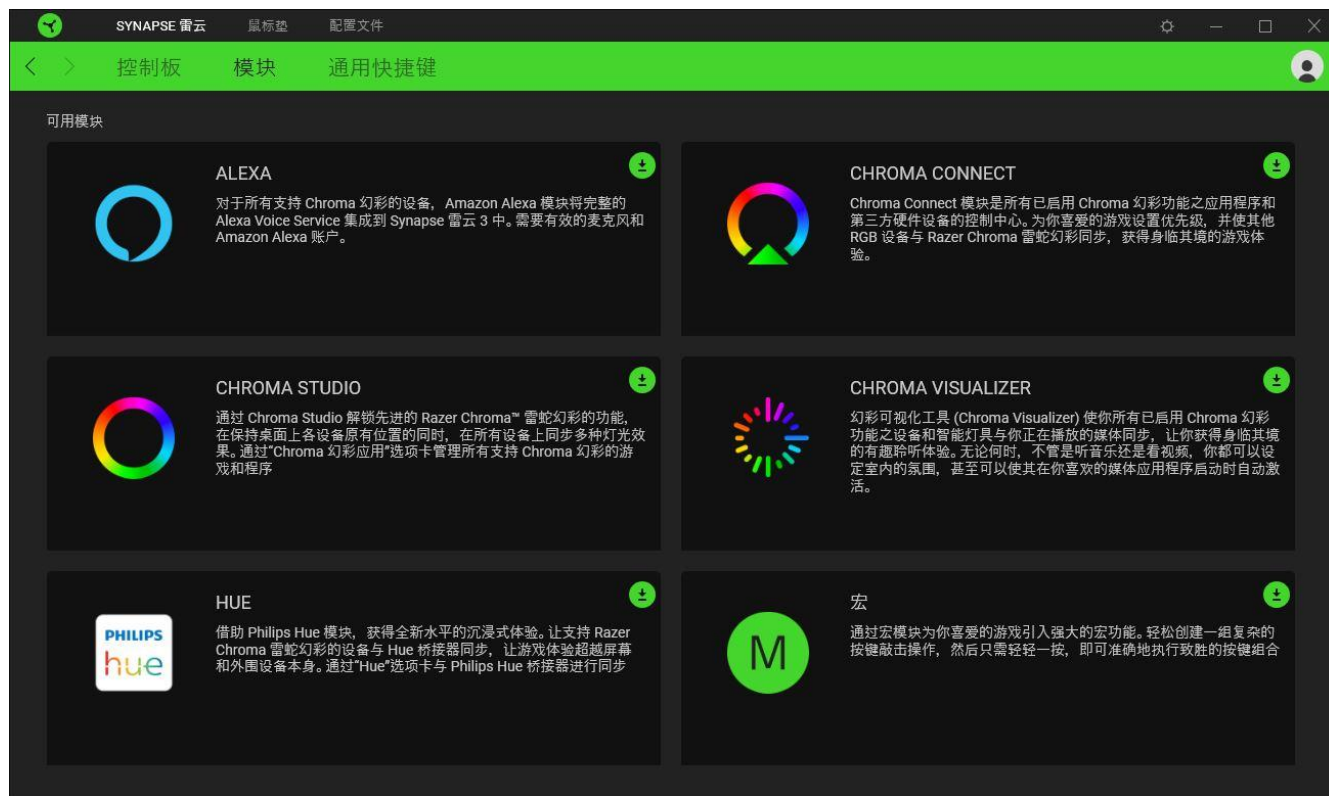 SYNAPSE 雷云 鼠标垫 配置文件
控制板 模块 通用快捷键
可用模块
ALEXA
对于所有支持 Chroma 幻彩的设备，Amazon Alexa 模块将完整的
Alexa Voice Service 集成到 Synapse 雷云 3 中。需要有效的麦克风和
Amazon Alexa 账户。
CHROMA CONNECT
Chroma Connect 模块是所有已启用 Chroma 幻彩功能之应用程序和
第三方硬件设备的控制中心。为你喜爱的游戏设置优先级，并使其他
RGB 设备与 Razer Chroma 雷蛇幻彩同步，获得身临其境的游戏体
验。
CHROMA STUDIO
通过 Chroma Studio 解锁先进的 Razer Chroma™ 雷蛇幻彩的功能，
在保持桌面上各设备原有位置的同时，在所有设备上同步多种灯光效
果。通过“Chroma 幻彩应用”选项卡管理所有支持 Chroma 幻彩的游
戏和程序
CHROMA VISUALIZER
幻彩可视化工具 (Chroma Visualizer) 使你所有已启用 Chroma 幻彩
功能之设备和智能灯具与你正在播放的媒体同步，让你获得身临其境
的有趣聆听体验。无论何时，不管是听音乐还是看视频，你都可以设
定室内的氛围，甚至可以使其在你喜欢的媒体应用程序启动时自动激
活。
PHILIPS
hue
HUE
借助 Philips Hue 模块，获得全新水平的沉浸式体验。让支持 Razer
Chroma 雷蛇幻彩的设备与 Hue 桥接器同步，让游戏体验超越屏幕
和外围设备本身。通过“Hue”选项卡与 Philips Hue 桥接器进行同步
M
宏
通过宏模块为你喜爱的游戏引入强大的宏功能。轻松创建一组复杂的
按键敲击操作，然后只需轻轻一按，即可准确地执行致胜的按键组合